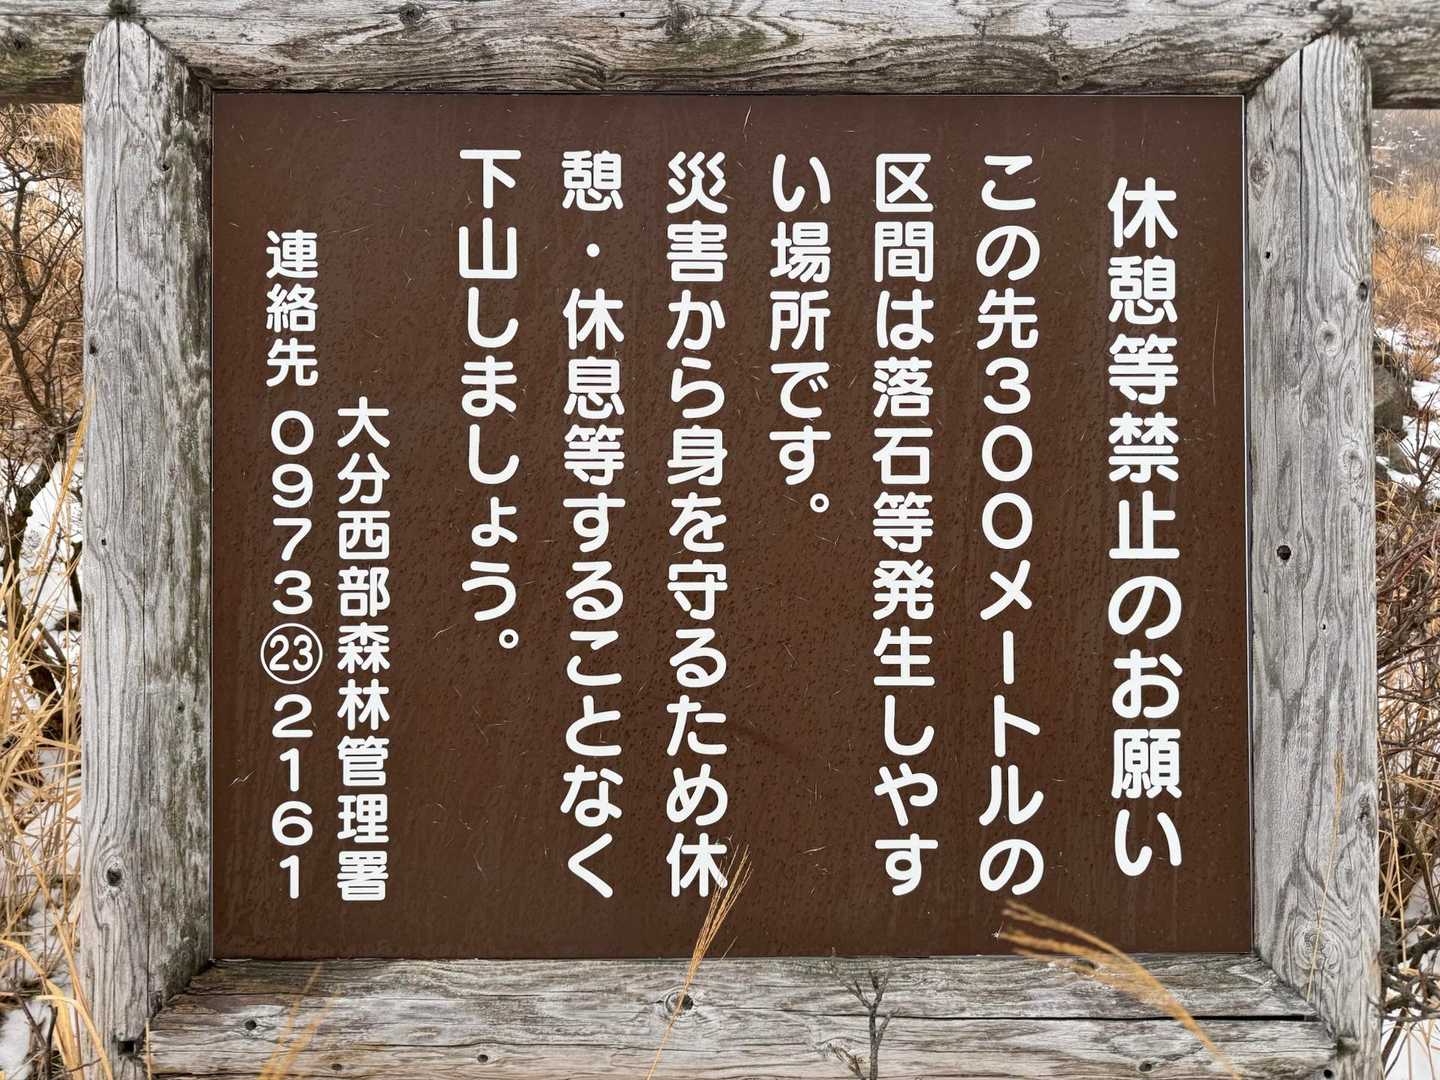 休憩等禁止のお願い
この先３００メートルの
区間は落石等発生しやす
い場所です。
災害から身を守るため休
憩・休息等することなく
下山しましょう。
大分西部森林管理署
連絡先 ０９７３㉓２１６１